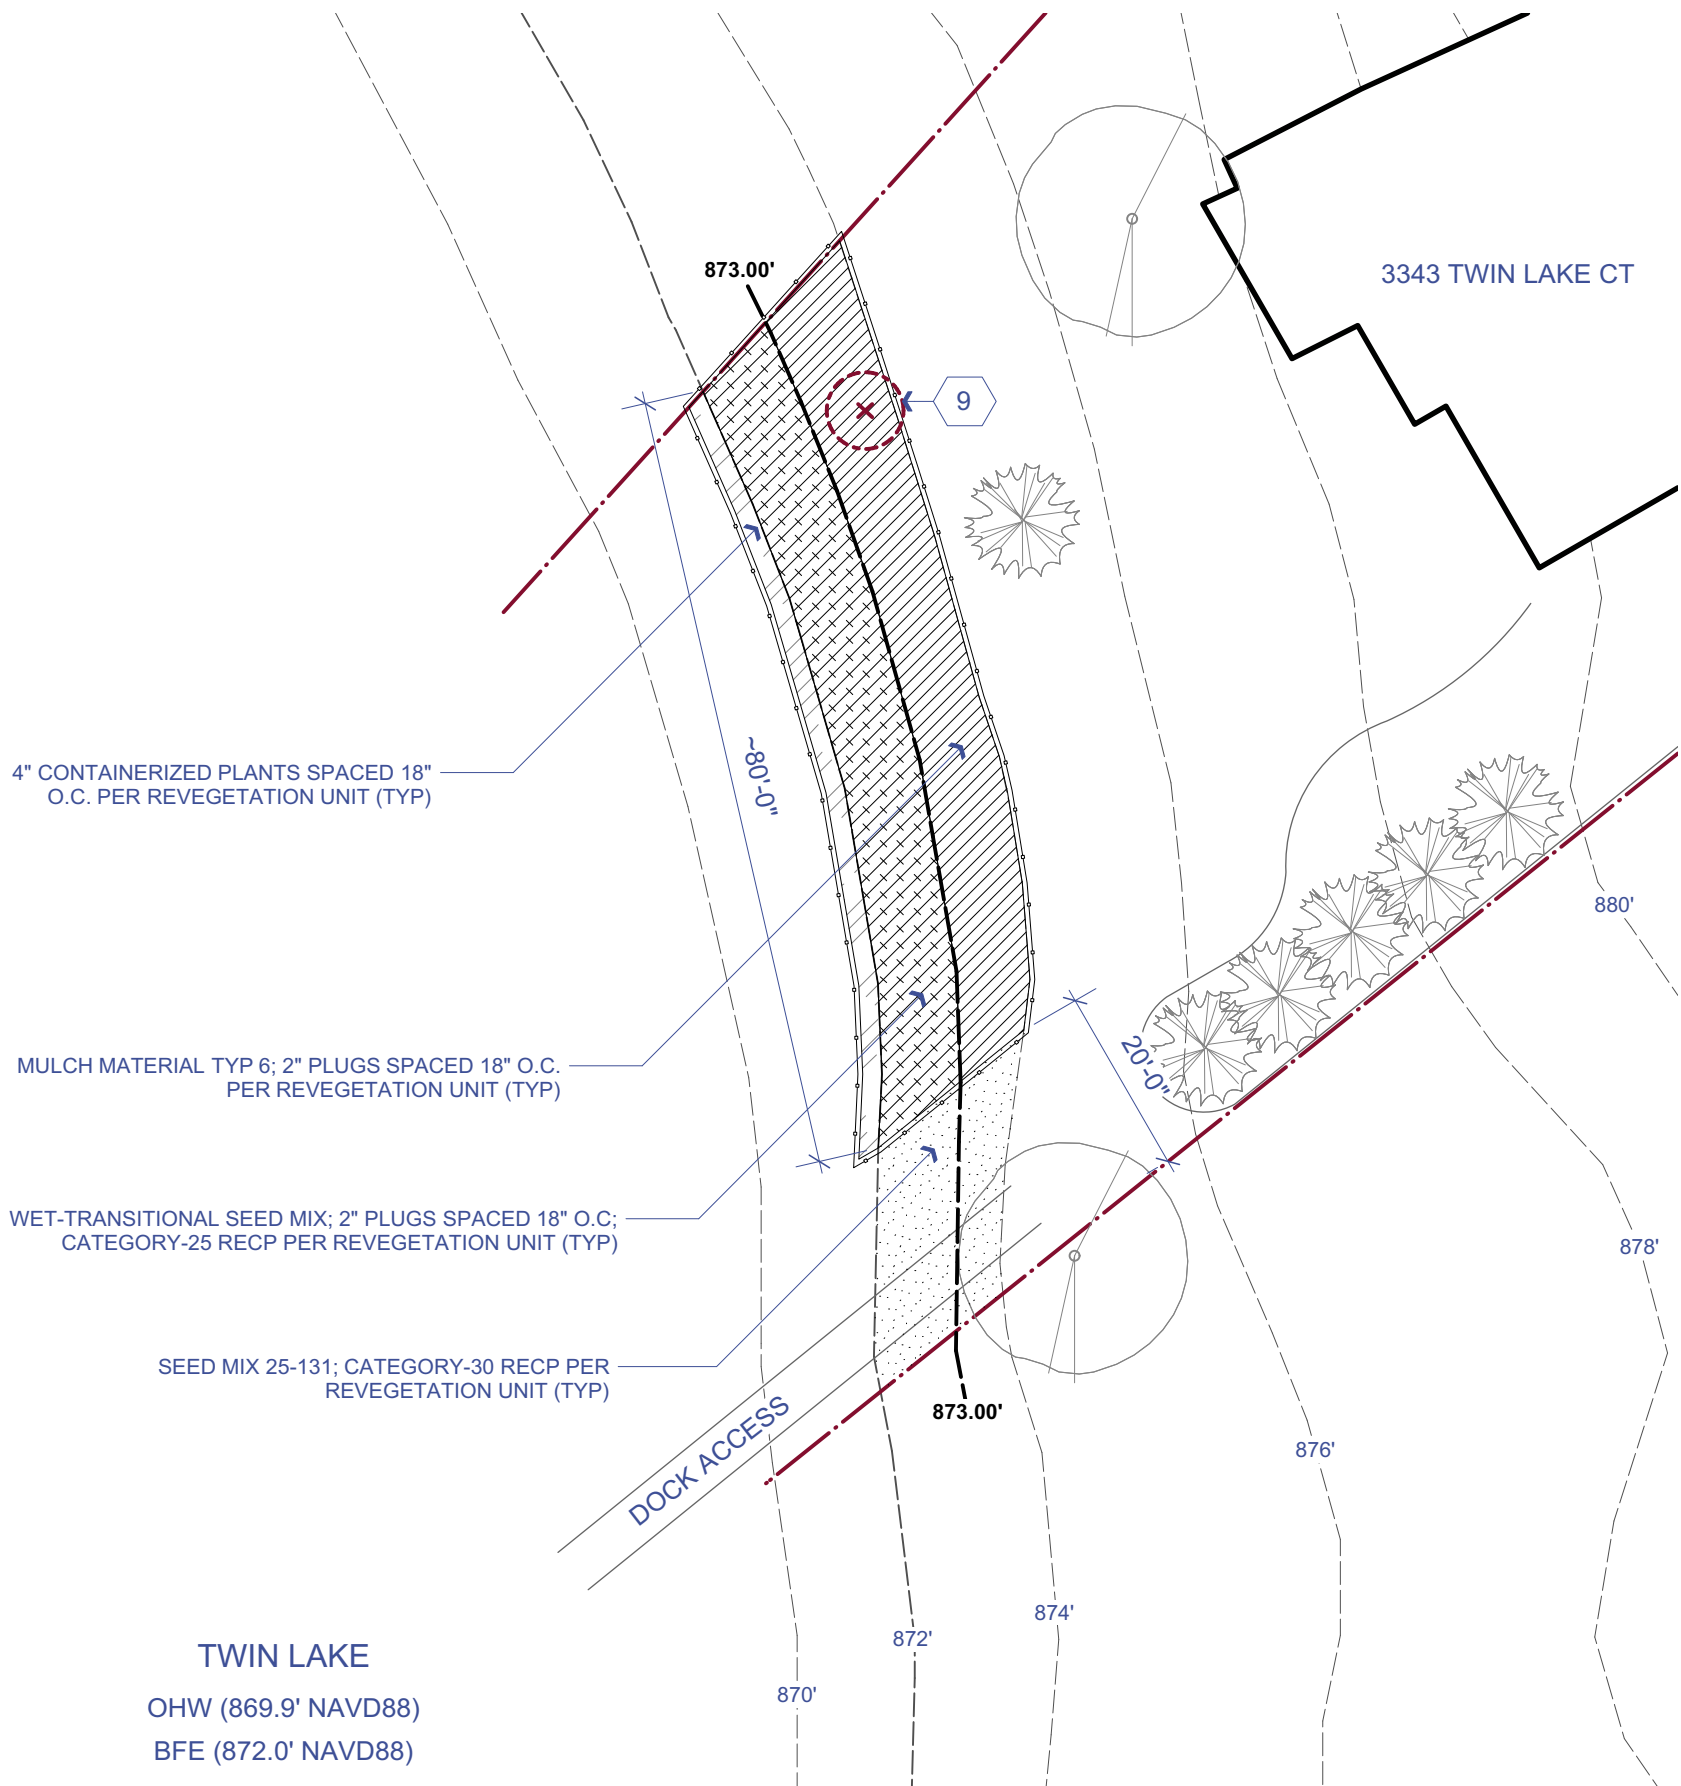 873.00'
3343 TWIN LAKE CT
9
~80'-0"
4" CONTAINERIZED PLANTS SPACED 18"
O.C. PER REVEGETATION UNIT (TYP)
880'
MULCH MATERIAL TYP 6; 2" PLUGS SPACED 18" O.C.
PER REVEGETATION UNIT (TYP)
20'-0"
WET-TRANSITIONAL SEED MIX; 2" PLUGS SPACED 18" O.C;
CATEGORY-25 RECP PER REVEGETATION UNIT (TYP)
878'
SEED MIX 25-131; CATEGORY-30 RECP PER
REVEGETATION UNIT (TYP)
873.00'
DOCK ACCESS
876'
874'
872'
870'
TWIN LAKE
OHW (869.9' NAVD88)
BFE (872.0' NAVD88)